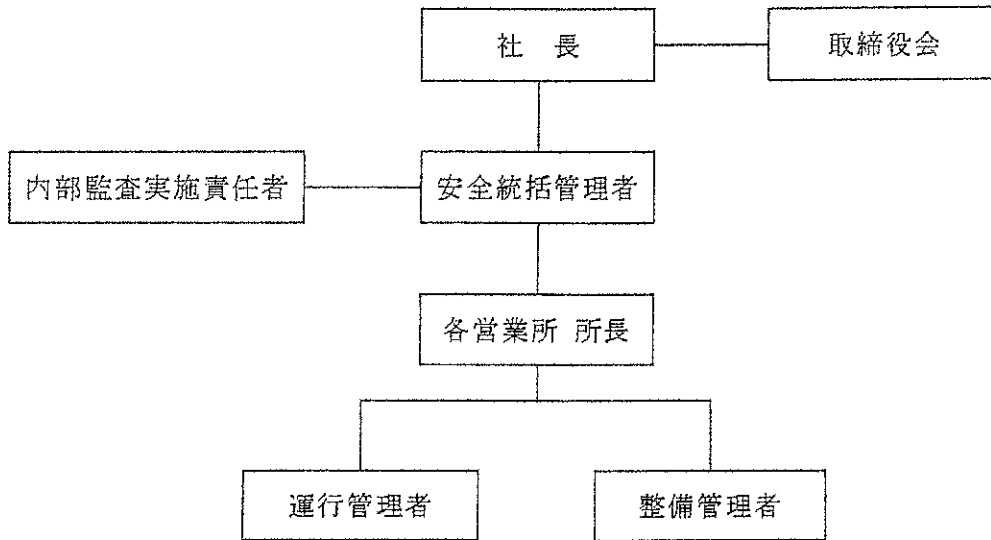 社 長
取締役会
内部監査実施責任者
安全統括管理者
各営業所 所長
運行管理者
整備管理者